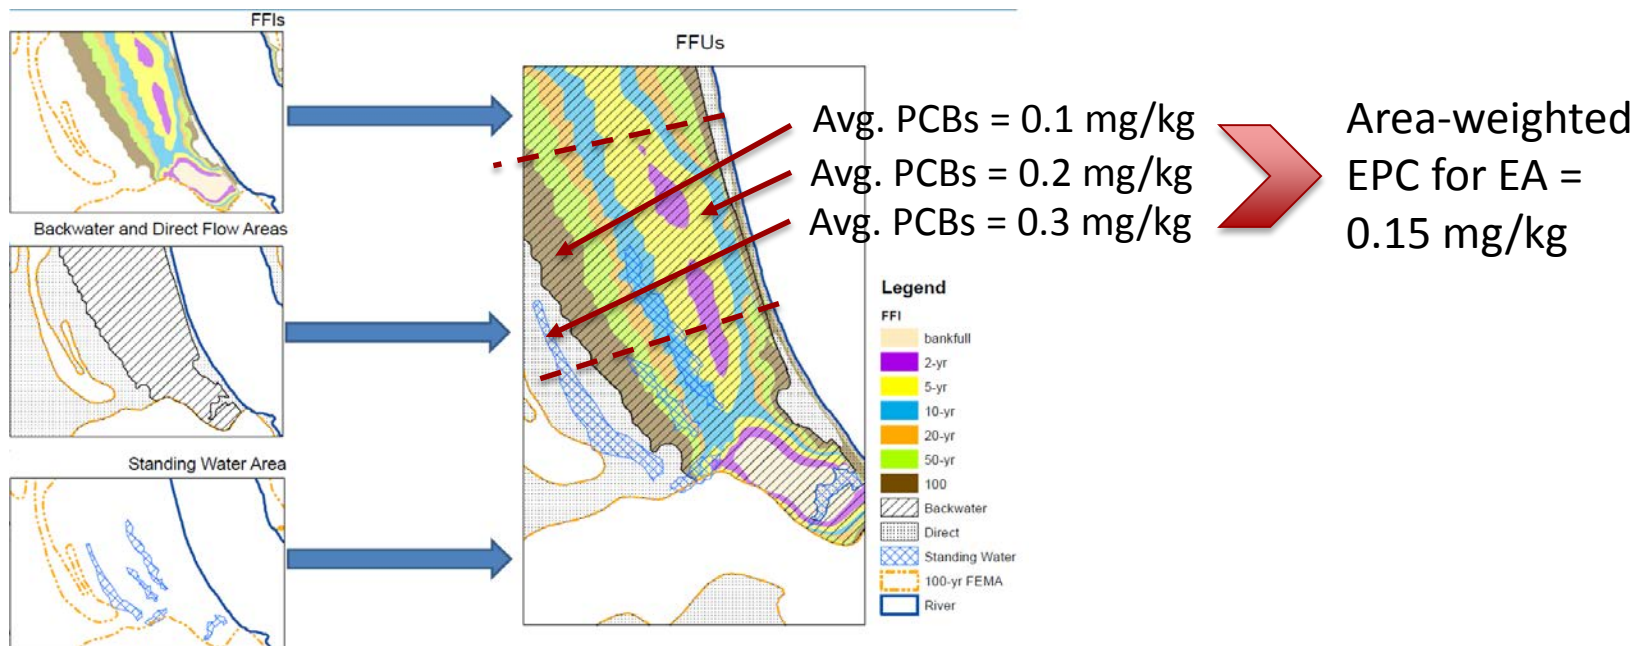 FFIs
Backwater and Direct Flow Areas
Standing Water Area
FFUs
Avg. PCBs = 0.1 mg/kg
Avg. PCBs = 0.2 mg/kg
Avg. PCBs = 0.3 mg/kg
Area-weighted
EPC for EA =
0.15 mg/kg
Legend
FFI
bankfull
2-yr
5-yr
10-yr
20-yr
50-yr
100
Backwater
Direct
Standing Water
100-yr FEMA
River